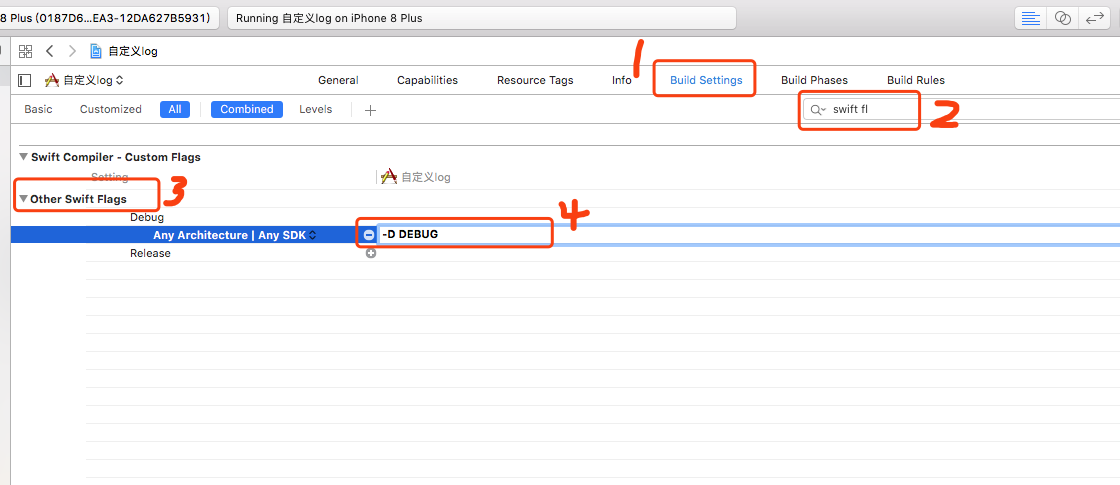 8 Plus (0187D6...EA3-12DA627B5931)
Running 自定义log on iPhone 8 Plus
自定义log
自定义log
General
Capabilities
Resource Tags
Info
1
Build Settings
Build Phases
Build Rules
Basic
Customized
All
Combined
Levels
swift fl
2
Swift Compiler - Custom Flags
Setting
自定义log
Other Swift Flags
3
Debug
4
Any Architecture | Any SDK
-D DEBUG
Release